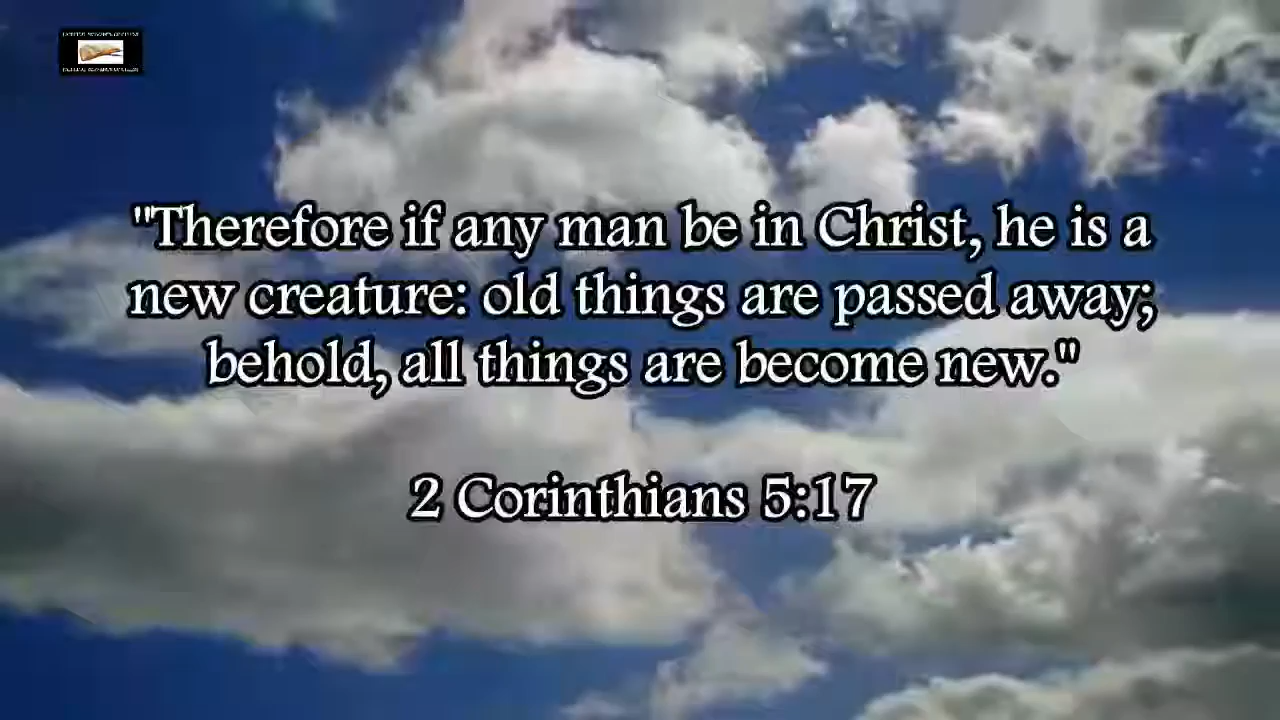 "Therefore if any man be in Christ, he is a
new creature: old things are passed away;
behold, all things are become new."
2 Corinthians 5:17